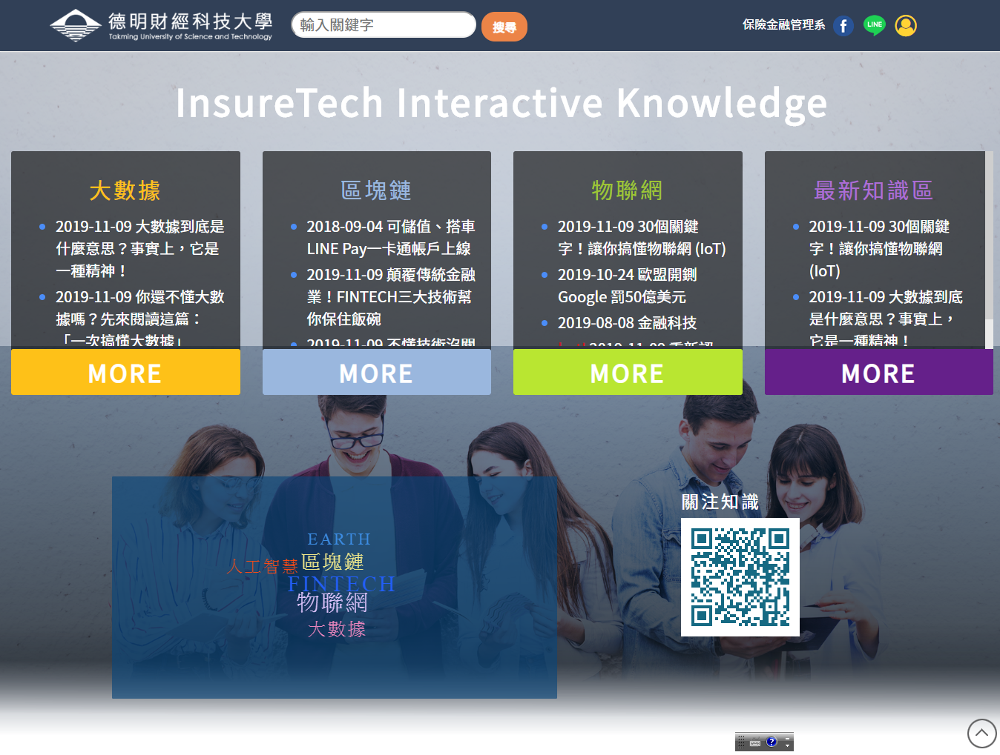 德明財經科技大學
Takming University of Science and Technology
輸入關鍵字
搜尋
保險金融管理系
LINE
InsureTech Interactive Knowledge
大數據
2019-11-09 大數據到底是
什麼意思？事實上，它是
一種精神！
2019-11-09 你還不懂大數
據嗎？先來閱讀這篇：
「一次搞懂大數據」
MORE
區塊鏈
2018-09-04 可儲值、搭車
LINE Pay一卡通帳戶上線
2019-11-09 顛覆傳統金融
業！FINTECH三大技術幫
你保住飯碗
2019-11-09 不懂技術沒關
MORE
物聯網
2019-11-09 30個關鍵
字！讓你搞懂物聯網 (IoT)
2019-10-24 歐盟開鍘
Google 罰50億美元
2019-08-08 金融科技
2019-11-09 重新認
MORE
最新知識區
2019-11-09 30個關鍵
字！讓你搞懂物聯網
(IoT)
2019-11-09 大數據到底
是什麼意思？事實上，
它是一種精神！
MORE
EARTH
人工智慧
區塊鏈
FINTECH
物聯網
大數據
關注知識